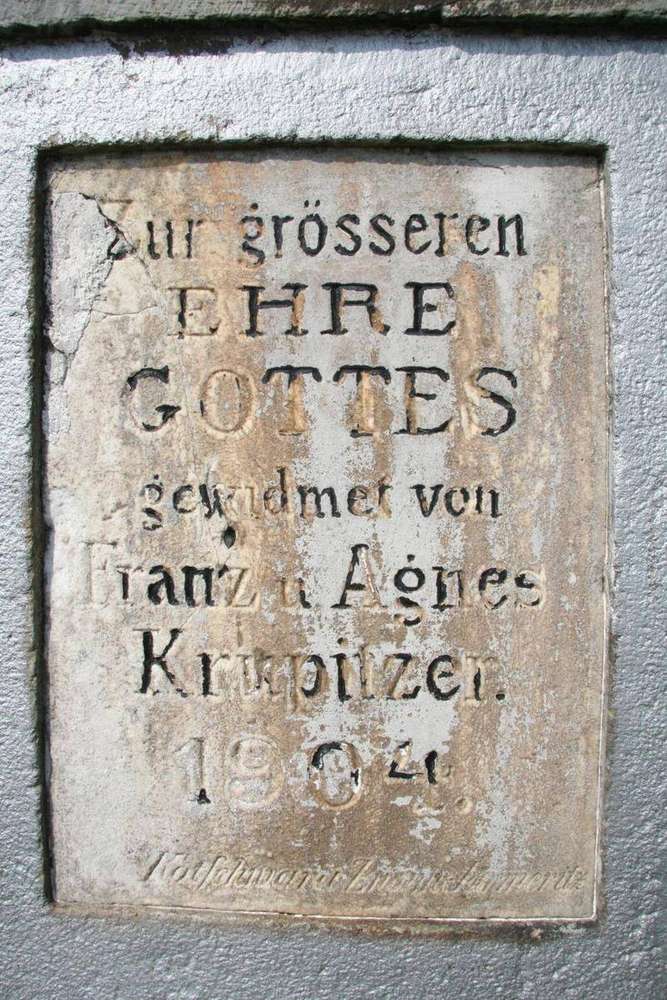 Zur grösseren
EHRE
GOTTES
gewidmet von
Franz u Agnes
Krupitzer.
1904.